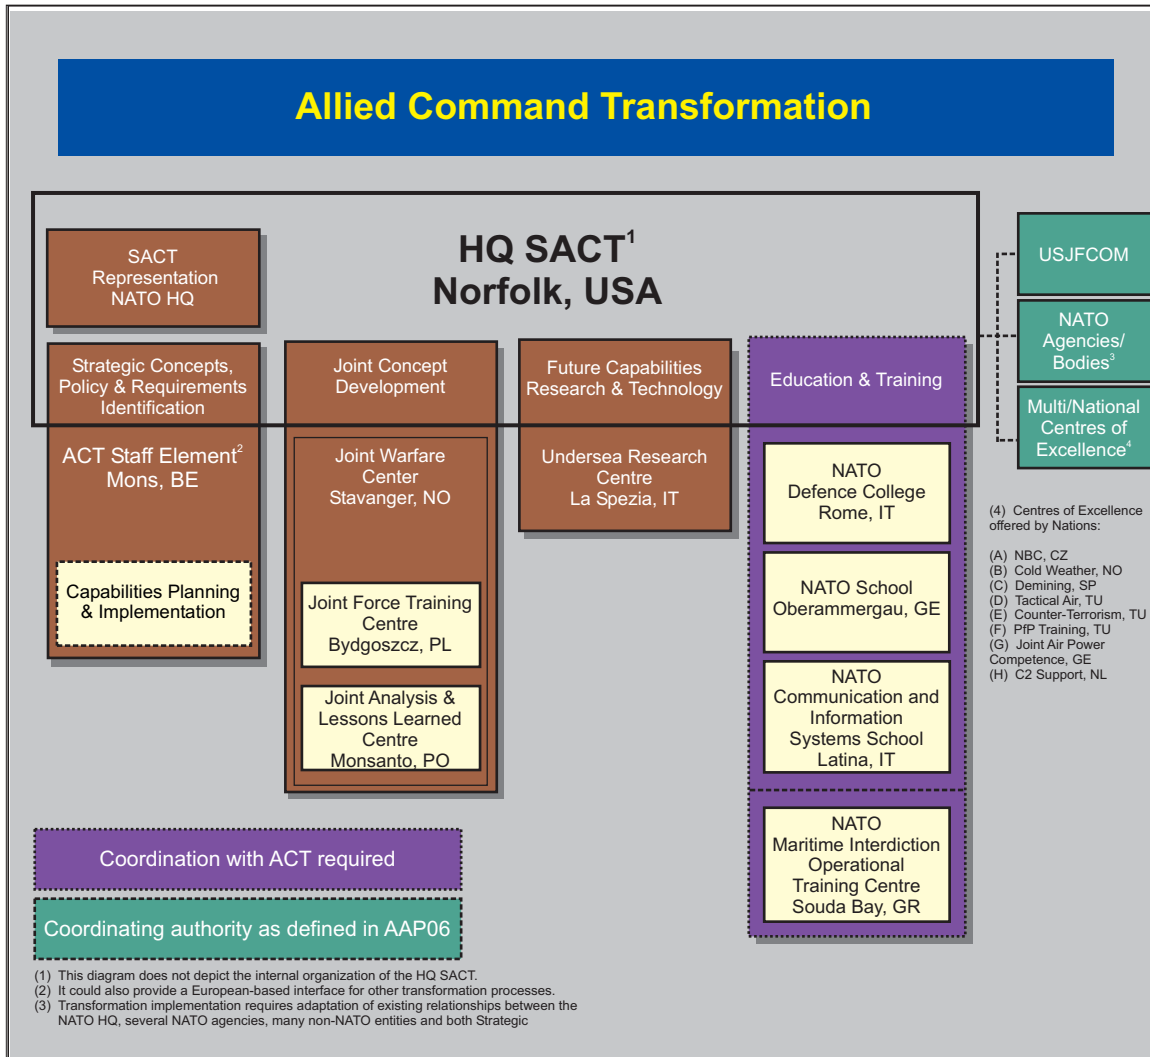 Allied Command Transformation
HQ SACT1
Norfolk, USA
SACT
Representation
NATO HQ
Strategic Concepts,
Policy & Requirements
Identification
ACT Staff Element2
Mons, BE
Capabilities Planning
& Implementation
Joint Concept
Development
Joint Warfare
Center
Stavanger, NO
Joint Force Training
Centre
Bydgoszcz, PL
Joint Analysis &
Lessons Learned
Centre
Monsanto, PO
Future Capabilities
Research & Technology
Undersea Research
Centre
La Spezia, IT
Education & Training
NATO
Defence College
Rome, IT
NATO School
Oberammergau, GE
NATO
Communication and
Information
Systems School
Latina, IT
NATO
Maritime Interdiction
Operational
Training Centre
Souda Bay, GR
USJFCOM
NATO
Agencies/
Bodies3
Multi/National
Centres of
Excellence4
(4) Centres of Excellence
offered by Nations:
(A) NBC, CZ
(B) Cold Weather, NO
(C) Demining, SP
(D) Tactical Air, TU
(E) Counter-Terrorism, TU
(F) PfP Training, TU
(G) Joint Air Power
Competence, GE
(H) C2 Support, NL
Coordination with ACT required
Coordinating authority as defined in AAP06
(1) This diagram does not depict the internal organization of the HQ SACT.
(2) It could also provide a European-based interface for other transformation processes.
(3) Transformation implementation requires adaptation of existing relationships between the
NATO HQ, several NATO agencies, many non-NATO entities and both Strategic